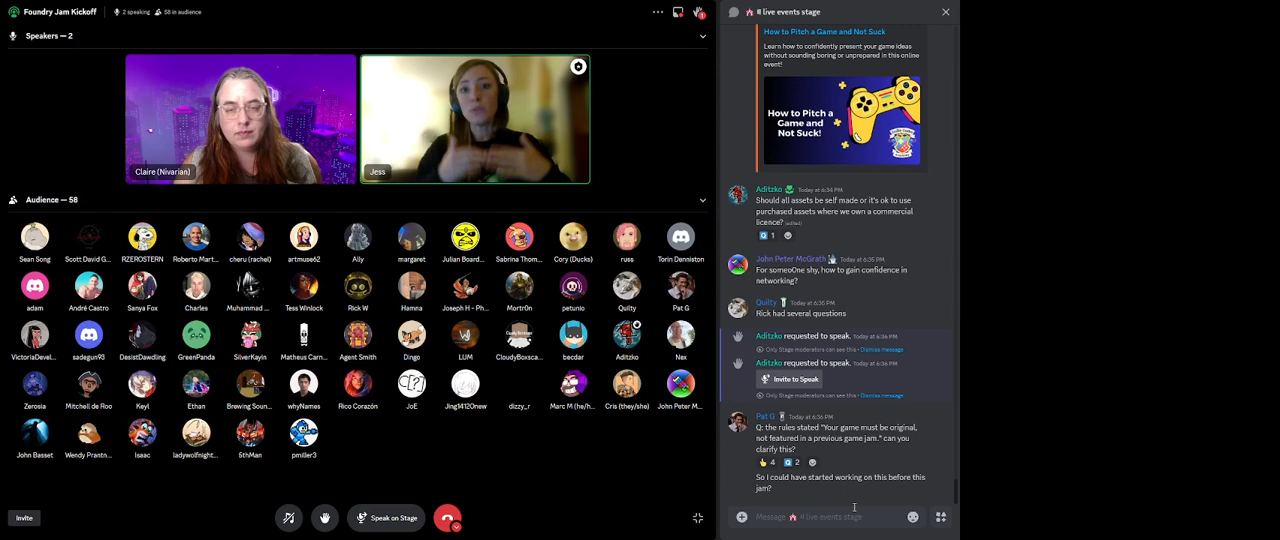 Foundry Jam Kickoff
2 speaking
58 in audience
1
Speakers — 2
Claire (Nivarian)
Jess
Audience — 58
Sean Song
Scott David G...
RZEROSTERN
Roberto Mart...
cheru (rachel)
artmuse62
Ally
margaret
Julian Board...
Sabrina Thom...
Cory (Ducks)
russ
Torin Denniston
adam
André Castro
Sanya Fox
Charles
Muhammad ...
Tess Winlock
Rick W
Hamna
Joseph H - Ph...
Mortr0n
petunio
Quilty
Pat G
VictoriaDevel...
sadegun93
DesistDawdling
GreenPanda
SilverKayin
Matheus Carn...
Agent Smith
Dingo
LUM
CloudyBoxsca...
becdar
Aditzko
Nex
Zerosia
Mitchell de Roo
Keyl
Ethan
Brewing Soun...
whyNames
Rico Corazón
JoE
Jing14120new
dizzy_r
Marc M (he/h...
Cris (they/she)
John Peter M...
John Basset
Wendy Prantn...
Isaac
ladywolfnight...
5thMan
pmiller3
Invite
Speak on Stage
live events stage
How to Pitch a Game and Not Suck
Learn how to confidently present your game ideas
without sounding boring or unprepared in this online
event!
How to Pitch a
Game and
Not Suck!
Aditzko Today at 6:34 PM
Should all assets be self made or it's ok to use
purchased assets where we own a commercial
licence? (edited)
1
John Peter McGrath Today at 6:35 PM
For someOne shy, how to gain confidence in
networking?
Quilty Today at 6:35 PM
Rick had several questions
Aditzko requested to speak. Today at 6:36 PM
Only Stage moderators can see this • Dismiss message
Aditzko requested to speak. Today at 6:36 PM
Invite to Speak
Only Stage moderators can see this • Dismiss message
Pat G Today at 6:36 PM
Q: the rules stated "Your game must be original,
not featured in a previous game jam." can you
clarify this?
4
2
So I could have started working on this before this
jam?
Message live events stage